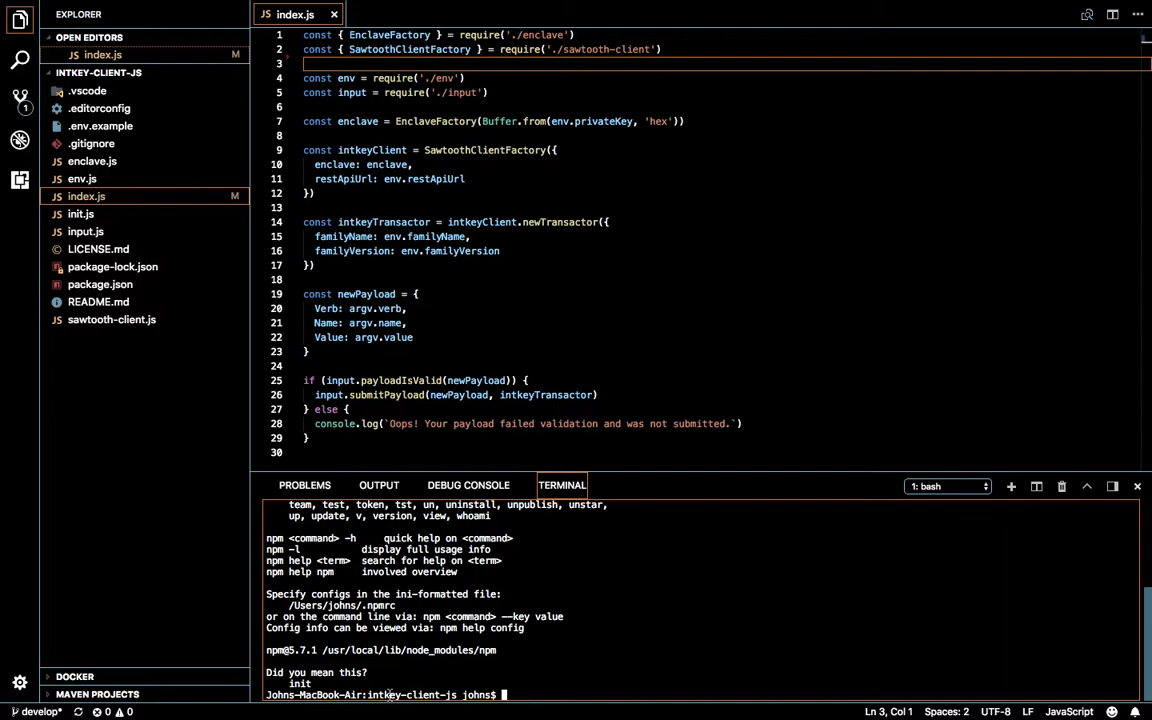 EXPLORER
OPEN EDITORS
JS index.js M
INTKEY-CLIENT-JS
.vscode
.editorconfig
.env.example
.gitignore
JS enclave.js
JS env.js
JS index.js M
JS init.js
JS input.js
LICENSE.md
package-lock.json
package.json
README.md
JS sawtooth-client.js
DOCKER
MAVEN PROJECTS
1
JS index.js ×
1 const { EnclaveFactory } = require('./enclave')
2 const { SawtoothClientFactory } = require('./sawtooth-client')
3
4 const env = require('./env')
5 const input = require('./input')
6
7 const enclave = EnclaveFactory(Buffer.from(env.privateKey, 'hex'))
8
9 const intkeyClient = SawtoothClientFactory({
10 enclave: enclave,
11 restApiUrl: env.restApiUrl
12 })
13
14 const intkeyTransactor = intkeyClient.newTransactor({
15 familyName: env.familyName,
16 familyVersion: env.familyVersion
17 })
18
19 const newPayload = {
20 Verb: argv.verb,
21 Name: argv.name,
22 Value: argv.value
23 }
24
25 if (input.payloadIsValid(newPayload)) {
26 input.submitPayload(newPayload, intkeyTransactor)
27 } else {
28 console.log(`Oops! Your payload failed validation and was not submitted.`)
29 }
30
PROBLEMS OUTPUT DEBUG CONSOLE TERMINAL 1: bash
team, test, token, tst, un, uninstall, unpublish, unstar,
up, update, v, version, view, whoami
npm <command> -h quick help on <command>
npm -l display full usage info
npm help <term> search for help on <term>
npm help npm involved overview
Specify configs in the ini-formatted file:
/Users/johns/.npmrc
or on the command line via: npm <command> --key value
Config info can be viewed via: npm help config
npm@5.7.1 /usr/local/lib/node_modules/npm
Did you mean this?
init
Johns-MacBook-Air:intkey-client-js johns$
develop* 0 0 Ln 3, Col 1 Spaces: 2 UTF-8 LF JavaScript